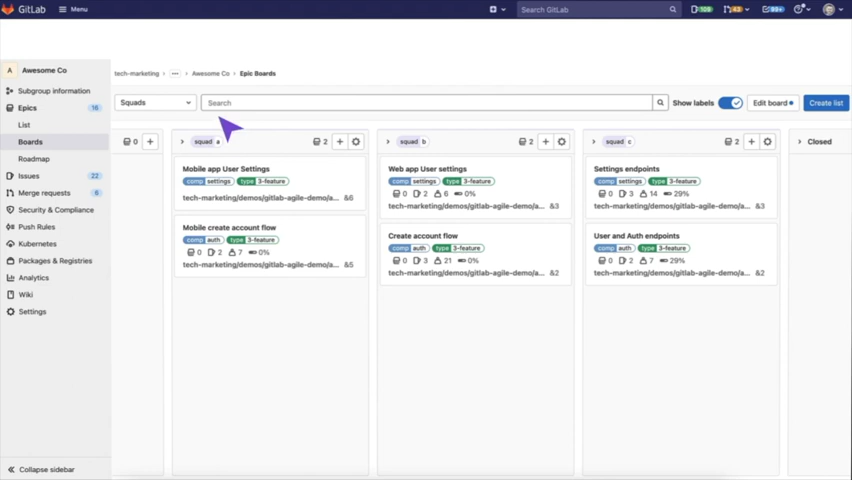 GitLab
Menu
Search GitLab
109
43
99+
A Awesome Co
Subgroup information
Epics 16
List
Boards
Roadmap
Issues 22
Merge requests 6
Security & Compliance
Push Rules
Kubernetes
Packages & Registries
Analytics
Wiki
Settings
Collapse sidebar
tech-marketing › ... › Awesome Co › Epic Boards
Squads
Search
Show labels
Edit board
Create list
0
squad a 2
Mobile app User Settings
comp settings type 3-feature
tech-marketing/demos/gitlab-agile-demo/a... &6
Mobile create account flow
comp auth type 3-feature
0 2 7 0%
tech-marketing/demos/gitlab-agile-demo/a... &5
squad b 2
Web app User settings
comp settings type 3-feature
0 2 6 0%
tech-marketing/demos/gitlab-agile-demo/a... &3
Create account flow
comp auth type 3-feature
0 3 21 0%
tech-marketing/demos/gitlab-agile-demo/a... &2
squad c 2
Settings endpoints
comp settings type 3-feature
0 3 14 29%
tech-marketing/demos/gitlab-agile-demo/a... &3
User and Auth endpoints
comp auth type 3-feature
0 2 7 29%
tech-marketing/demos/gitlab-agile-demo/a... &2
Closed